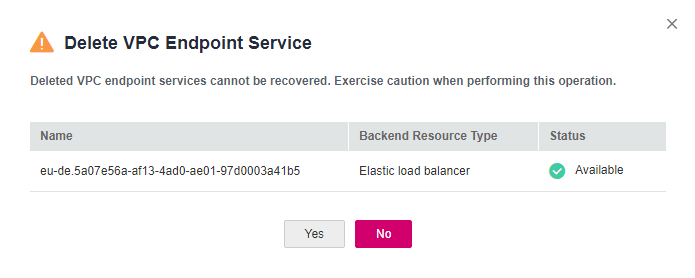 Delete VPC Endpoint Service
Deleted VPC endpoint services cannot be recovered. Exercise caution when performing this operation.
Name Backend Resource Type Status
eu-de.5a07e56a-af13-4ad0-ae01-97d0003a41b5 Elastic load balancer Available
Yes No